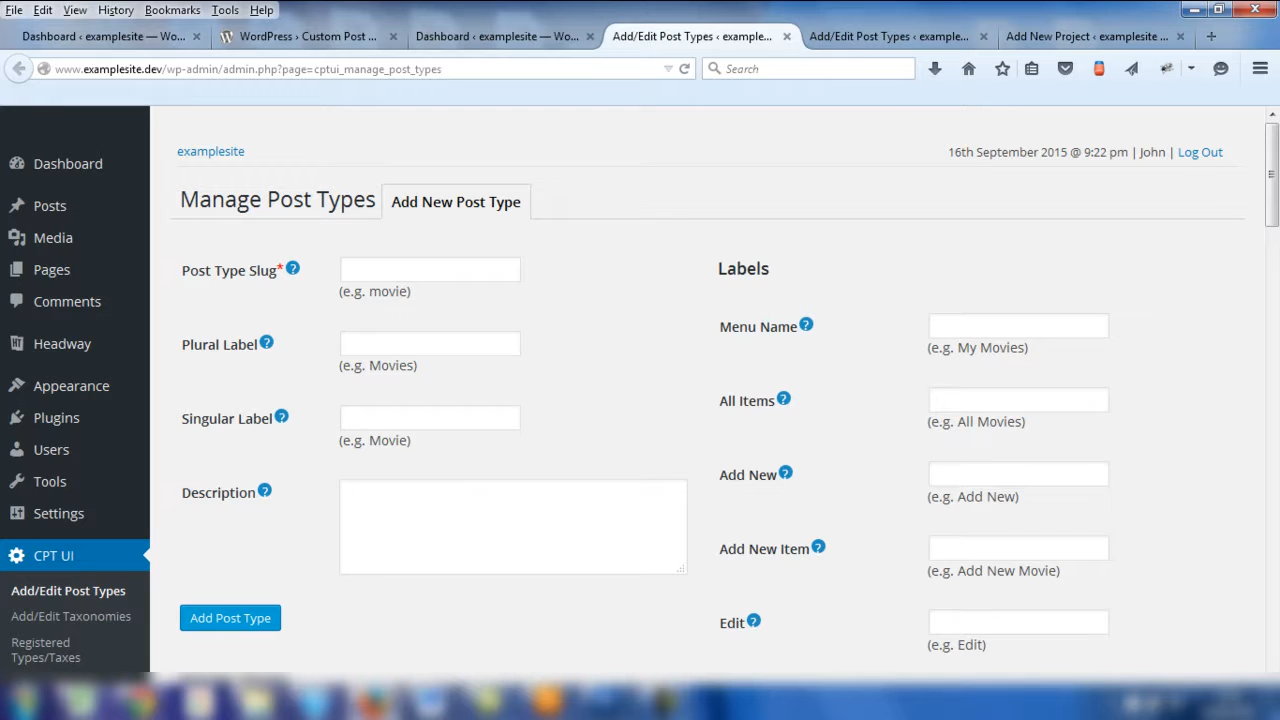 File Edit View History Bookmarks Tools Help
Dashboard ‹ examplesite — Wo... × WordPress › Custom Post ... × Dashboard ‹ examplesite — Wo... × Add/Edit Post Types ‹ example... × Add/Edit Post Types ‹ example... × Add New Project ‹ examplesite ... × +
www.examplesite.dev/wp-admin/admin.php?page=cptui_manage_post_types Search
examplesite 16th September 2015 @ 9:22 pm | John | Log Out
Dashboard
Posts
Media
Pages
Comments
Headway
Appearance
Plugins
Users
Tools
Settings
CPT UI
Add/Edit Post Types
Add/Edit Taxonomies
Registered
Types/Taxes
Manage Post Types Add New Post Type
Post Type Slug* ?
(e.g. movie)
Plural Label ?
(e.g. Movies)
Singular Label ?
(e.g. Movie)
Description ?
Add Post Type
Labels
Menu Name ?
(e.g. My Movies)
All Items ?
(e.g. All Movies)
Add New ?
(e.g. Add New)
Add New Item ?
(e.g. Add New Movie)
Edit ?
(e.g. Edit)